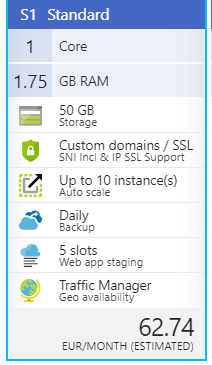 S1 Standard
1 Core
1.75 GB RAM
50 GB
Storage
Custom domains / SSL
SNI Incl & IP SSL Support
Up to 10 instance(s)
Auto scale
Daily
Backup
5 slots
Web app staging
Traffic Manager
Geo availability
62.74
EUR/MONTH (ESTIMATED)